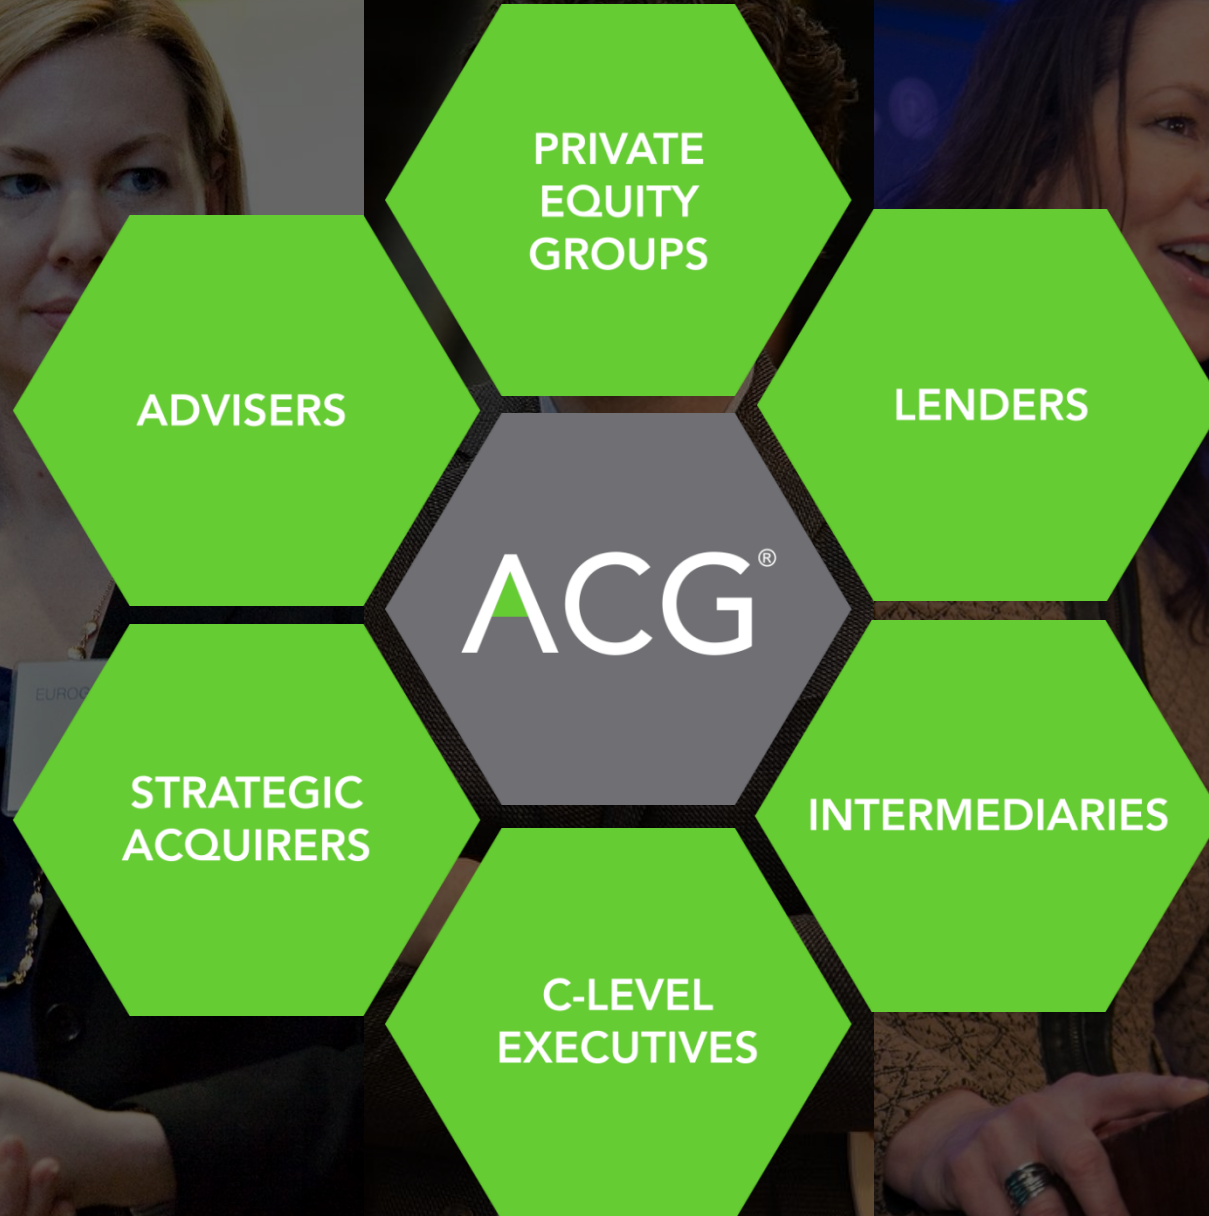 PRIVATE
EQUITY
GROUPS
ADVISERS
LENDERS
ACG®
STRATEGIC
ACQUIRERS
INTERMEDIARIES
C-LEVEL
EXECUTIVES